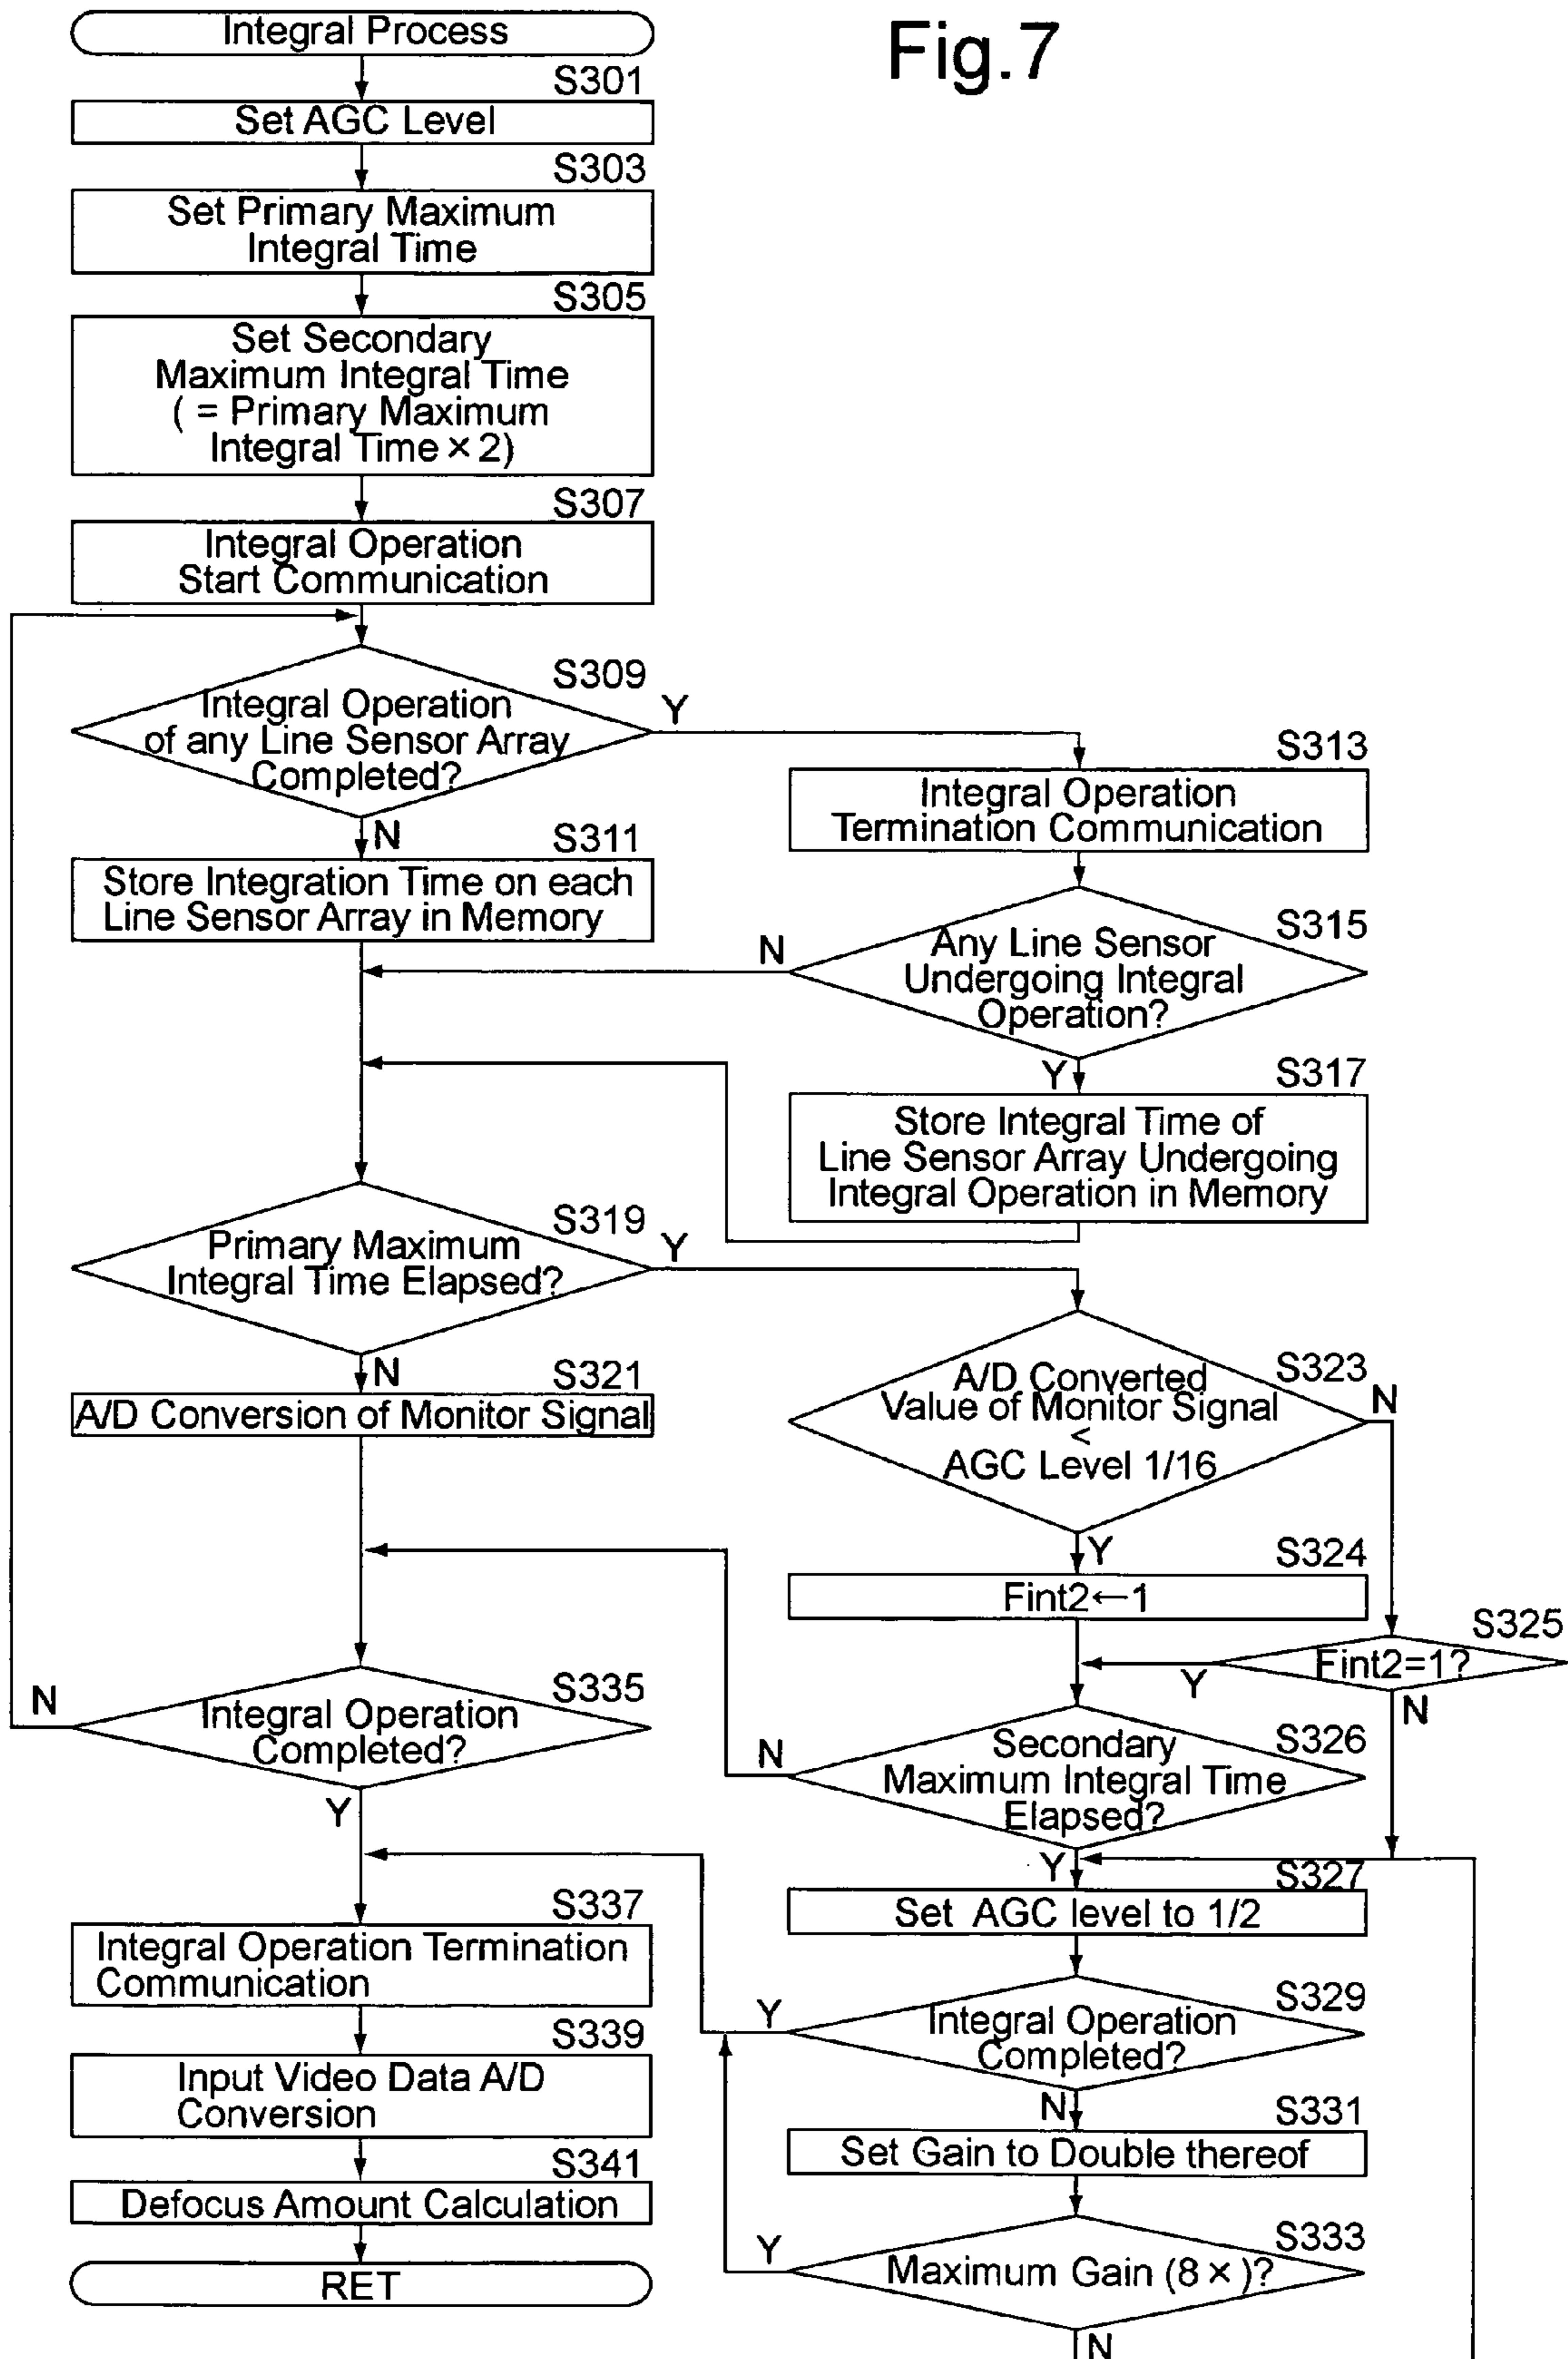 Fig.7
Integral Process
S301
Set AGC Level
S303
Set Primary Maximum
Integral Time
S305
Set Secondary
Maximum Integral Time
( = Primary Maximum
Integral Time × 2)
S307
Integral Operation
Start Communication
S309
Integral Operation
of any Line Sensor Array
Completed?
Y
N
S311
Store Integration Time on each
Line Sensor Array in Memory
S313
Integral Operation
Termination Communication
S315
Any Line Sensor
Undergoing Integral
Operation?
N
Y
S317
Store Integral Time of
Line Sensor Array Undergoing
Integral Operation in Memory
S319
Primary Maximum
Integral Time Elapsed?
Y
N
S321
A/D Conversion of Monitor Signal
S323
A/D Converted
Value of Monitor Signal
<
AGC Level 1/16
N
Y
S324
Fint2←1
S325
Fint2=1?
Y
N
S326
Secondary
Maximum Integral Time
Elapsed?
N
Y
S327
Set AGC level to 1/2
S329
Integral Operation
Completed?
Y
N
S331
Set Gain to Double thereof
S333
Maximum Gain (8 × )?
Y
N
S335
Integral Operation
Completed?
N
Y
S337
Integral Operation Termination
Communication
S339
Input Video Data A/D
Conversion
S341
Defocus Amount Calculation
RET